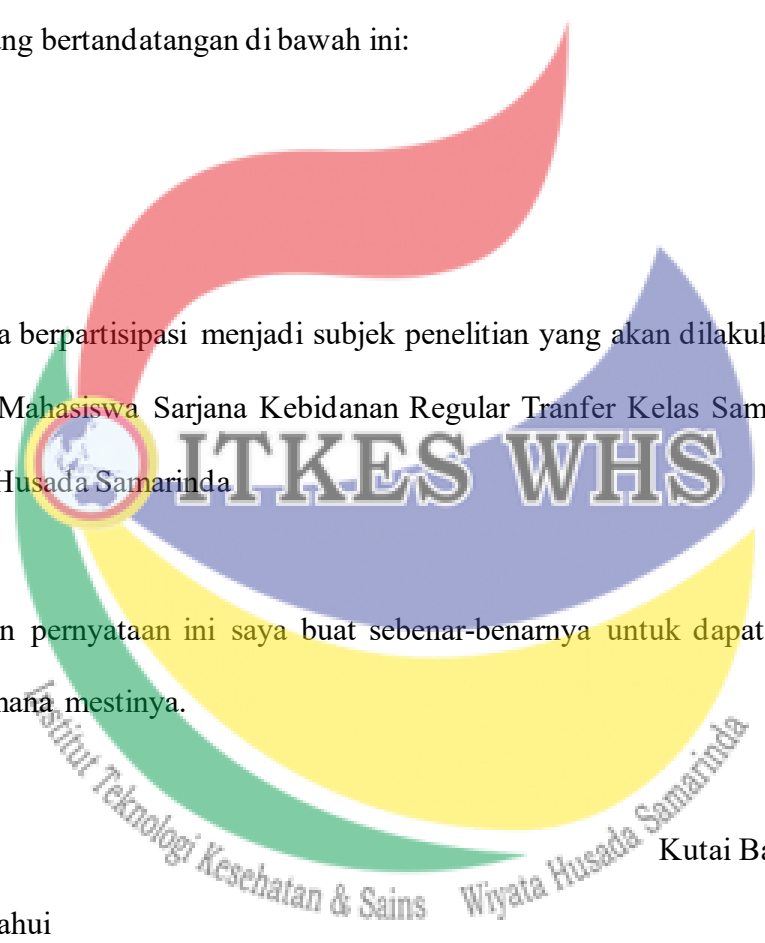 ang bertandatangan di bawah ini:
a berpartisipasi menjadi subjek penelitian yang akan dilakuk
Mahasiswa Sarjana Kebidanan Regular Tranfer Kelas Sam
Husada Samarinda
ITKES WHS
n pernyataan ini saya buat sebenar-benarnya untuk dapat
mana mestinya.
Institut Teknologi Kesehatan & Sains Wiyata Husada Samarinda
Kutai Ba
ahui